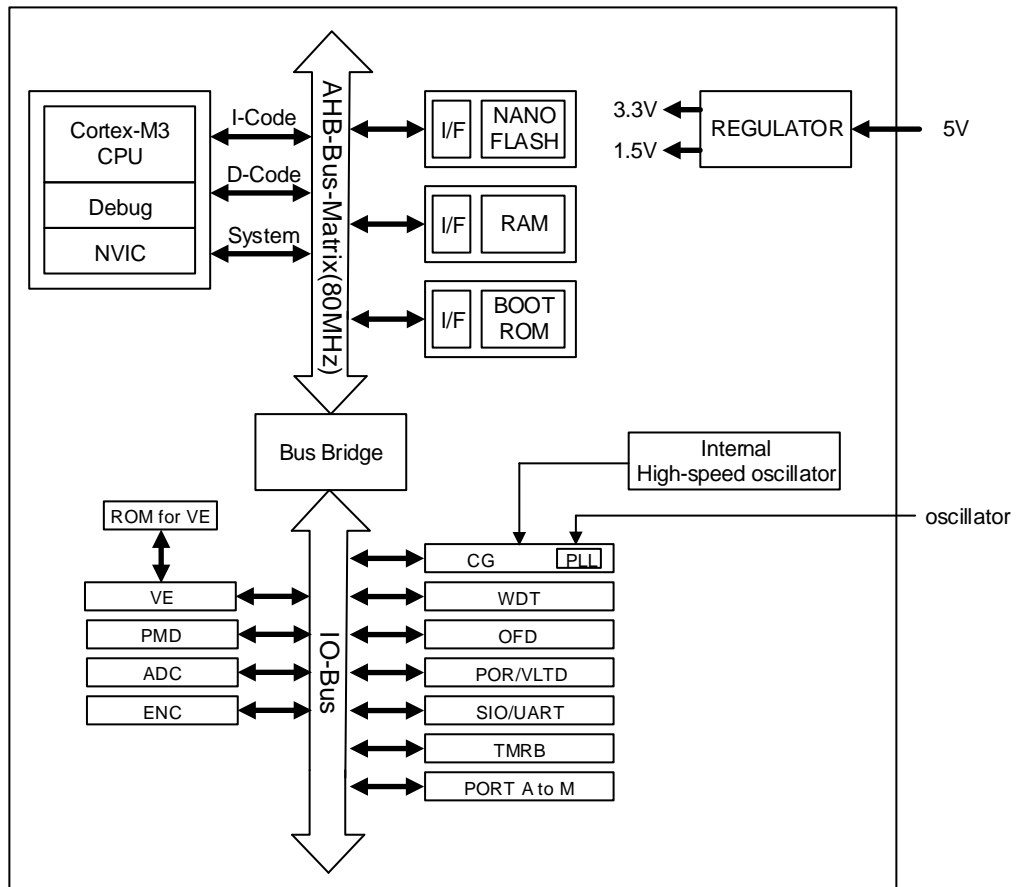 Cortex-M3
CPU
Debug
NVIC
I-Code
D-Code
System
AHB-Bus-Matrix(80MHz)
I/F
NANO
FLASH
I/F
RAM
I/F
BOOT
ROM
3.3V
1.5V
REGULATOR
5V
Bus Bridge
Internal
High-speed oscillator
oscillator
ROM for VE
VE
PMD
ADC
ENC
IO-Bus
CG
PLL
WDT
OFD
POR/VLTD
SIO/UART
TMRB
PORT A to M